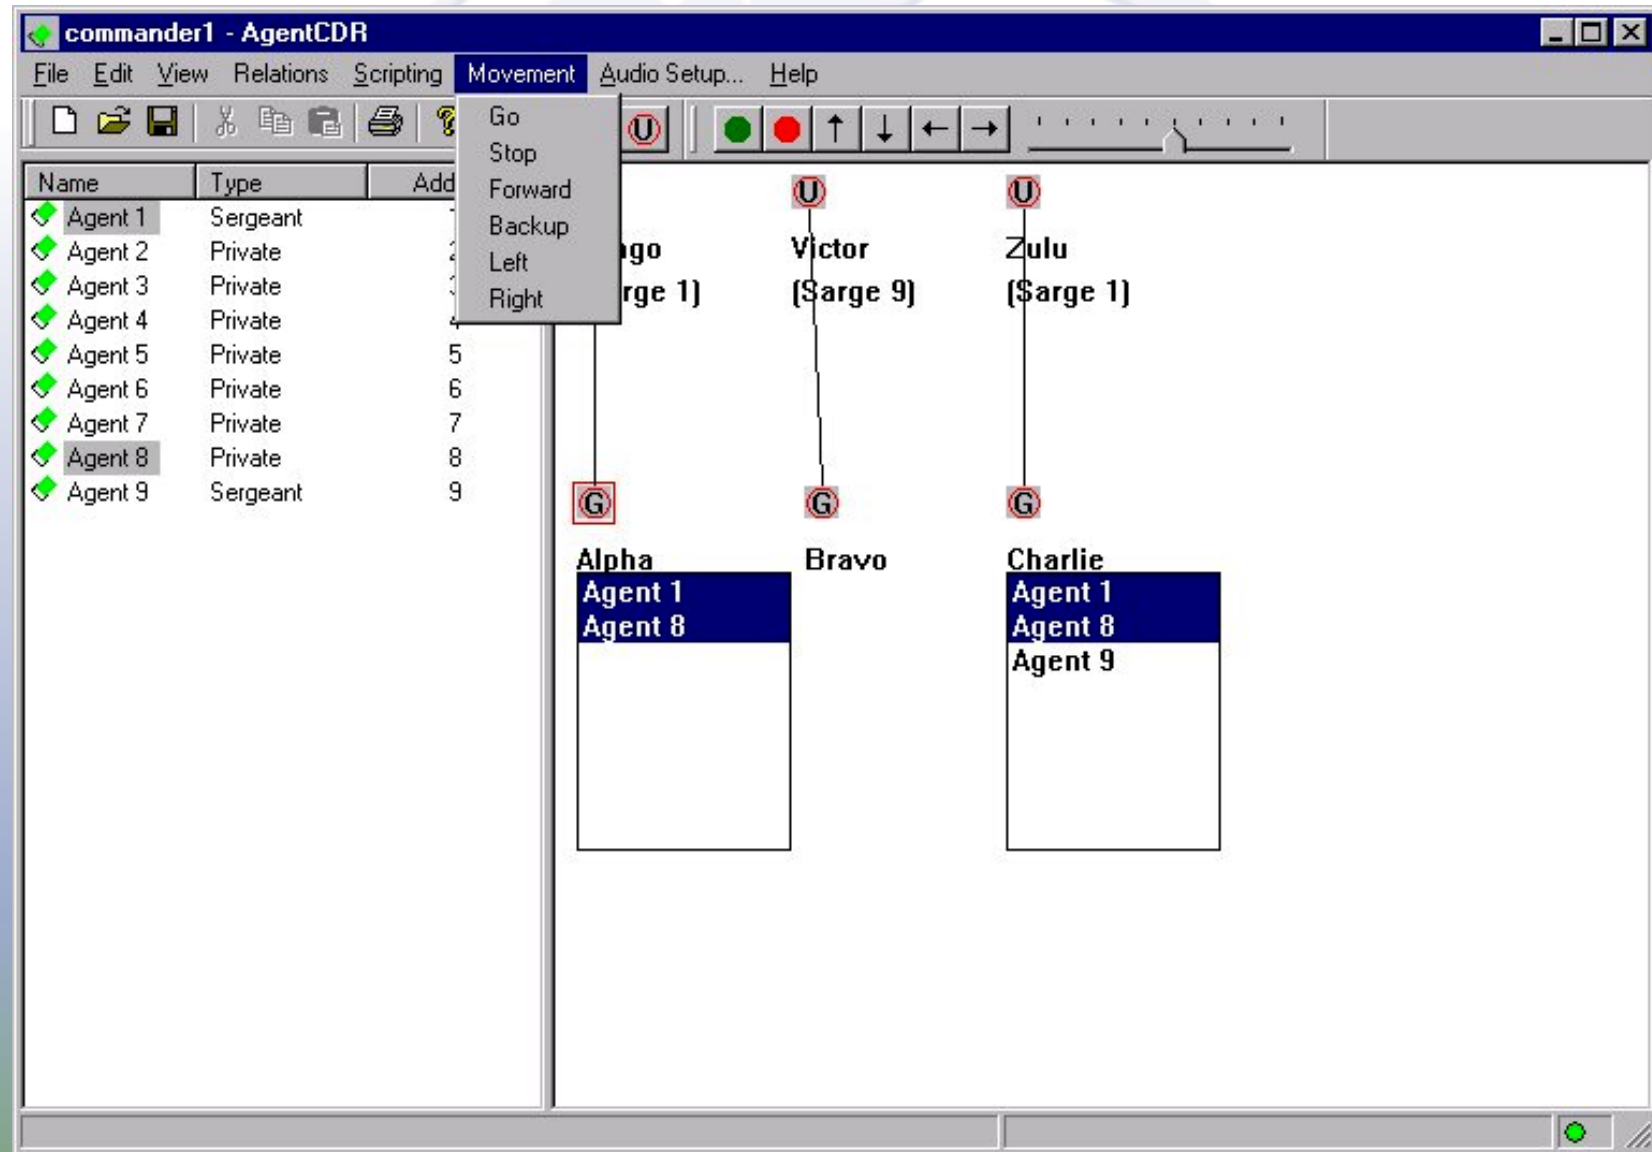 commander1 - AgentCDR
File Edit View Relations Scripting Movement Audio Setup... Help
Go
Stop
Forward
Backup
Left
Right
U
Name Type Add
Agent 1 Sergeant
Agent 2 Private
Agent 3 Private
Agent 4 Private
Agent 5 Private 5
Agent 6 Private 6
Agent 7 Private 7
Agent 8 Private 8
Agent 9 Sergeant 9
U U
Victor Zulu
(Sarge 9) (Sarge 1)
G G G
Alpha Bravo Charlie
Agent 1
Agent 8
Agent 1
Agent 8
Agent 9